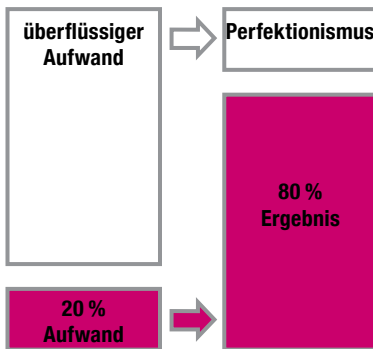 überflüssiger
Aufwand
Perfektionismus
80 %
Ergebnis
20 %
Aufwand